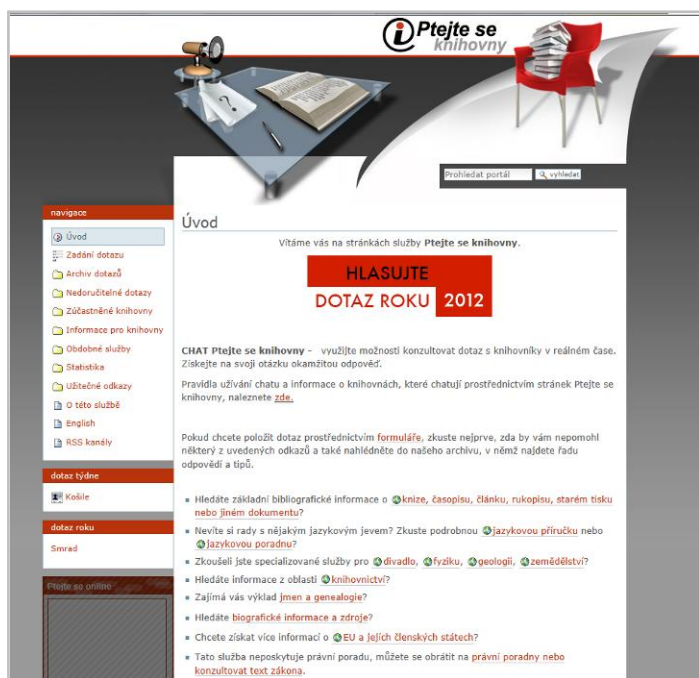 Ptejte se
knihovny
?
Prohledat portál
vyhledat
navigace
Úvod
Zadání dotazu
Archiv dotazů
Nedoručitelné dotazy
Zúčastněné knihovny
Informace pro knihovny
Obdobné služby
Statistika
Užitečné odkazy
O této službě
English
RSS kanály
dotaz týdne
Košile
dotaz roku
Smrad
Ptejte se online
Úvod
Vítáme vás na stránkách služby Ptejte se knihovny.
HLASUJTE
DOTAZ ROKU 2012
CHAT Ptejte se knihovny - využijte možnosti konzultovat dotaz s knihovníky v reálném čase.
Získejte na svoji otázku okamžitou odpověď.
Pravidla užívání chatu a informace o knihovnách, které chatují prostřednictvím stránek Ptejte se
knihovny, naleznete zde.
Pokud chcete položit dotaz prostřednictvím formuláře, zkuste nejprve, zda by vám nepomohl
některý z uvedených odkazů a také nahlédněte do našeho archivu, v němž najdete řadu
odpovědí a tipů.
Hledáte základní bibliografické informace o knize, časopisu, článku, rukopisu, starém tisku
nebo jiném dokumentu?
Nevíte si rady s nějakým jazykovým jevem? Zkuste podrobnou jazykovou příručku nebo
jazykovou poradnu?
Zkoušeli jste specializované služby pro divadlo, fyziku, geologii, zemědělství?
Hledáte informace z oblasti knihovnictví?
Zajímá vás výklad jmen a genealogie?
Hledáte biografické informace a zdroje?
Chcete získat více informací o EU a jejích členských státech?
Tato služba neposkytuje právní poradu, můžete se obrátit na právní poradny nebo
konzultovat text zákona.